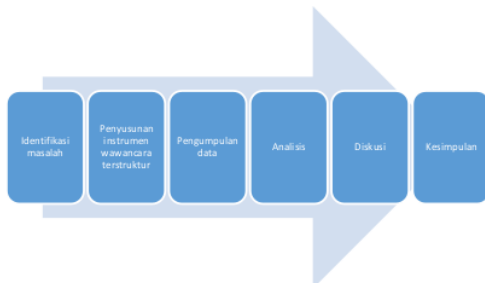 Identifikasi
masalah
Penyusunan
instrumen
wawancara
terstruktur
Pengumpulan
data
Analisis
Diskusi
Kesimpulan